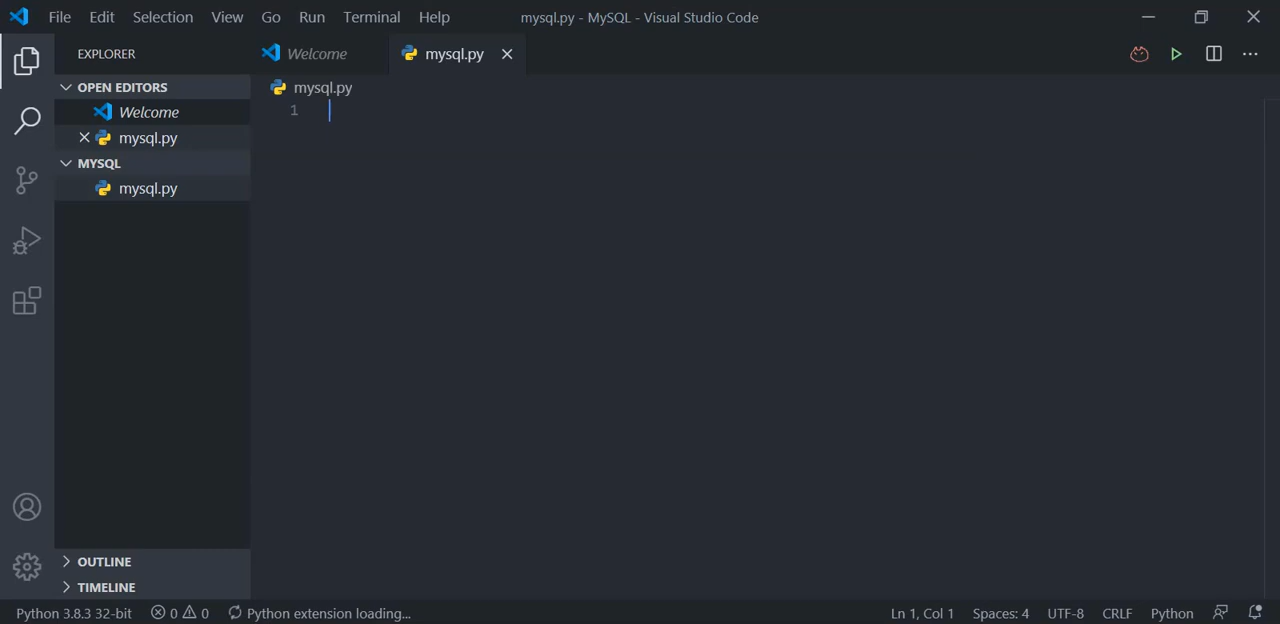 File Edit Selection View Go Run Terminal Help mysql.py - MySQL - Visual Studio Code
EXPLORER
Welcome mysql.py
OPEN EDITORS
Welcome
mysql.py
MYSQL
mysql.py
OUTLINE
TIMELINE
mysql.py
1
Python 3.8.3 32-bit 0 0 Python extension loading... Ln 1, Col 1 Spaces: 4 UTF-8 CRLF Python